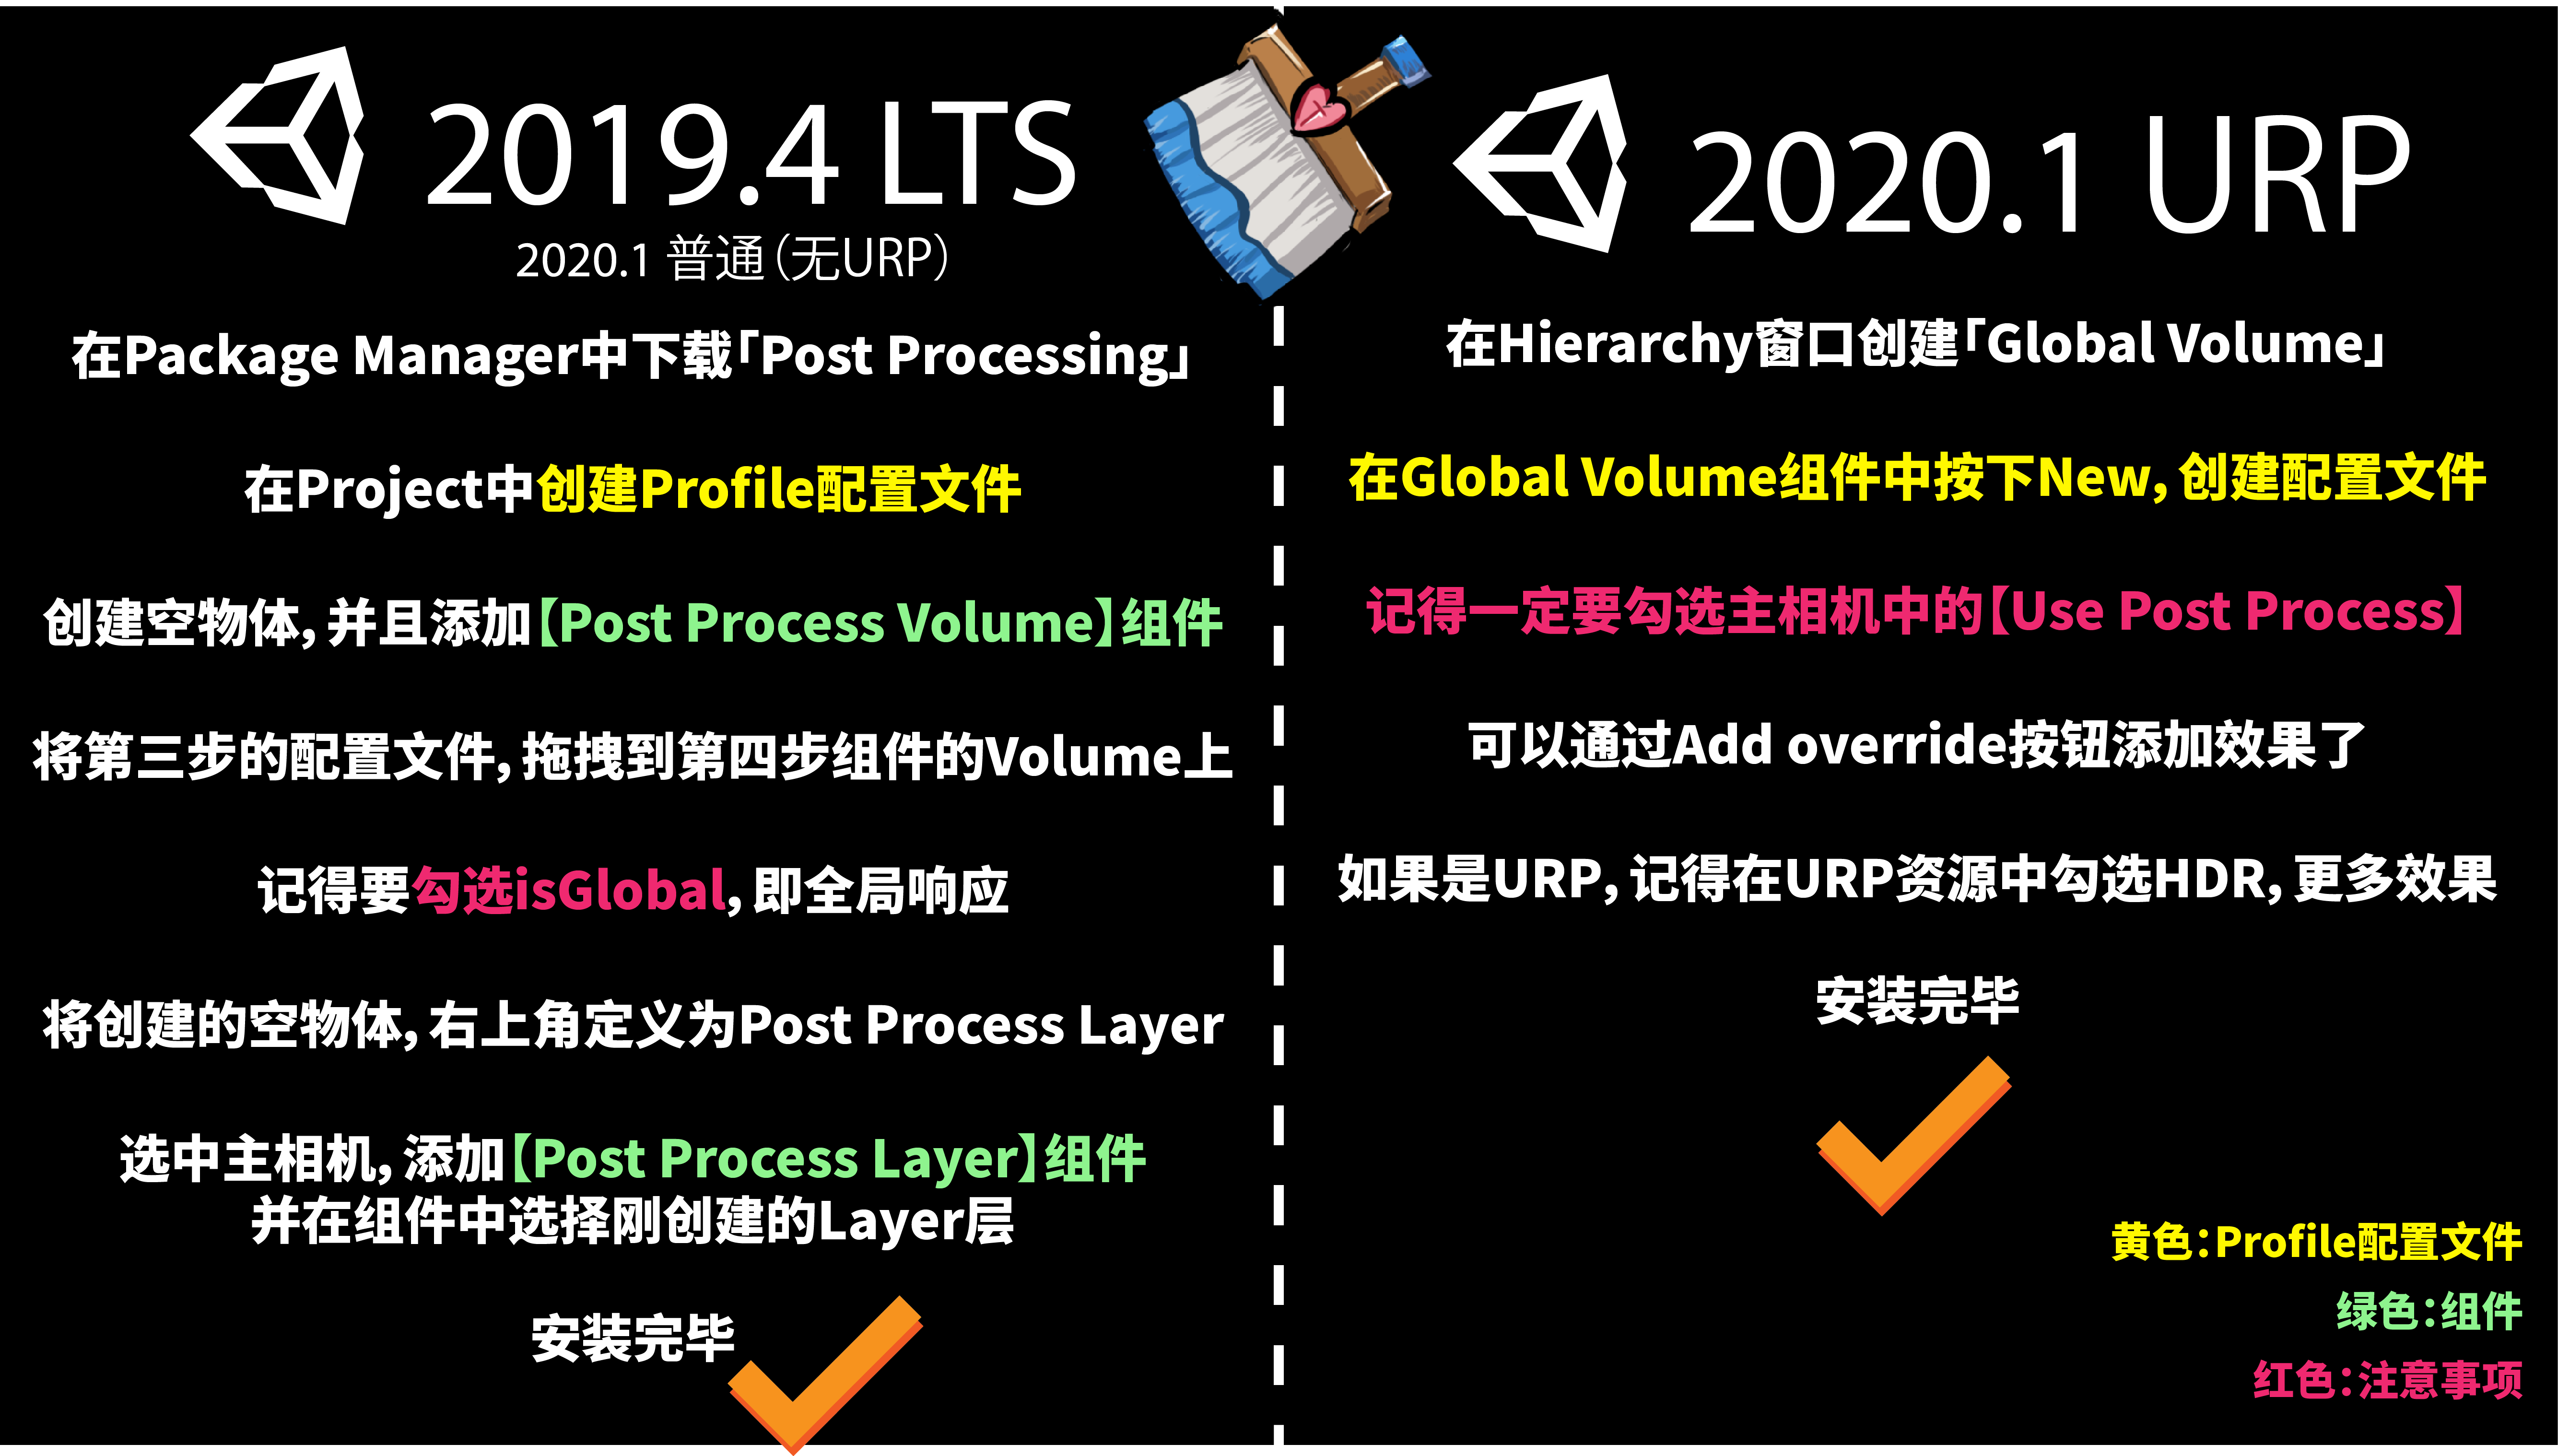 2019.4 LTS
2020.1 普通（无URP）
在Package Manager中下载「Post Processing」
在Project中创建Profile配置文件
创建空物体，并且添加【Post Process Volume】组件
将第三步的配置文件，拖拽到第四步组件的Volume上
记得要勾选isGlobal，即全局响应
将创建的空物体，右上角定义为Post Process Layer
选中主相机，添加【Post Process Layer】组件
并在组件中选择刚创建的Layer层
安装完毕
2020.1 URP
在Hierarchy窗口创建「Global Volume」
在Global Volume组件中按下New，创建配置文件
记得一定要勾选主相机中的【Use Post Process】
可以通过Add override按钮添加效果了
如果是URP，记得在URP资源中勾选HDR，更多效果
安装完毕
黄色：Profile配置文件
绿色：组件
红色：注意事项